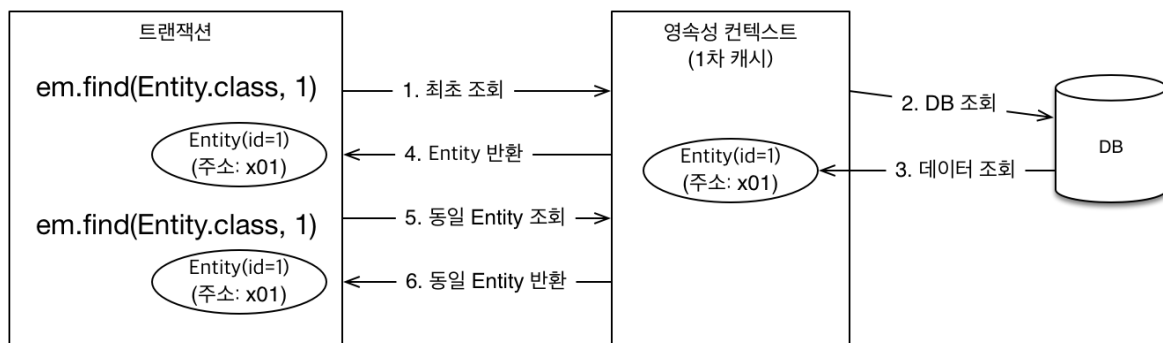 트랜잭션
em.find(Entity.class, 1)
Entity(id=1)
(주소: x01)
em.find(Entity.class, 1)
Entity(id=1)
(주소: x01)
1. 최초 조회
4. Entity 반환
5. 동일 Entity 조회
6. 동일 Entity 반환
영속성 컨텍스트
(1차 캐시)
Entity(id=1)
(주소: x01)
2. DB 조회
3. 데이터 조회
DB